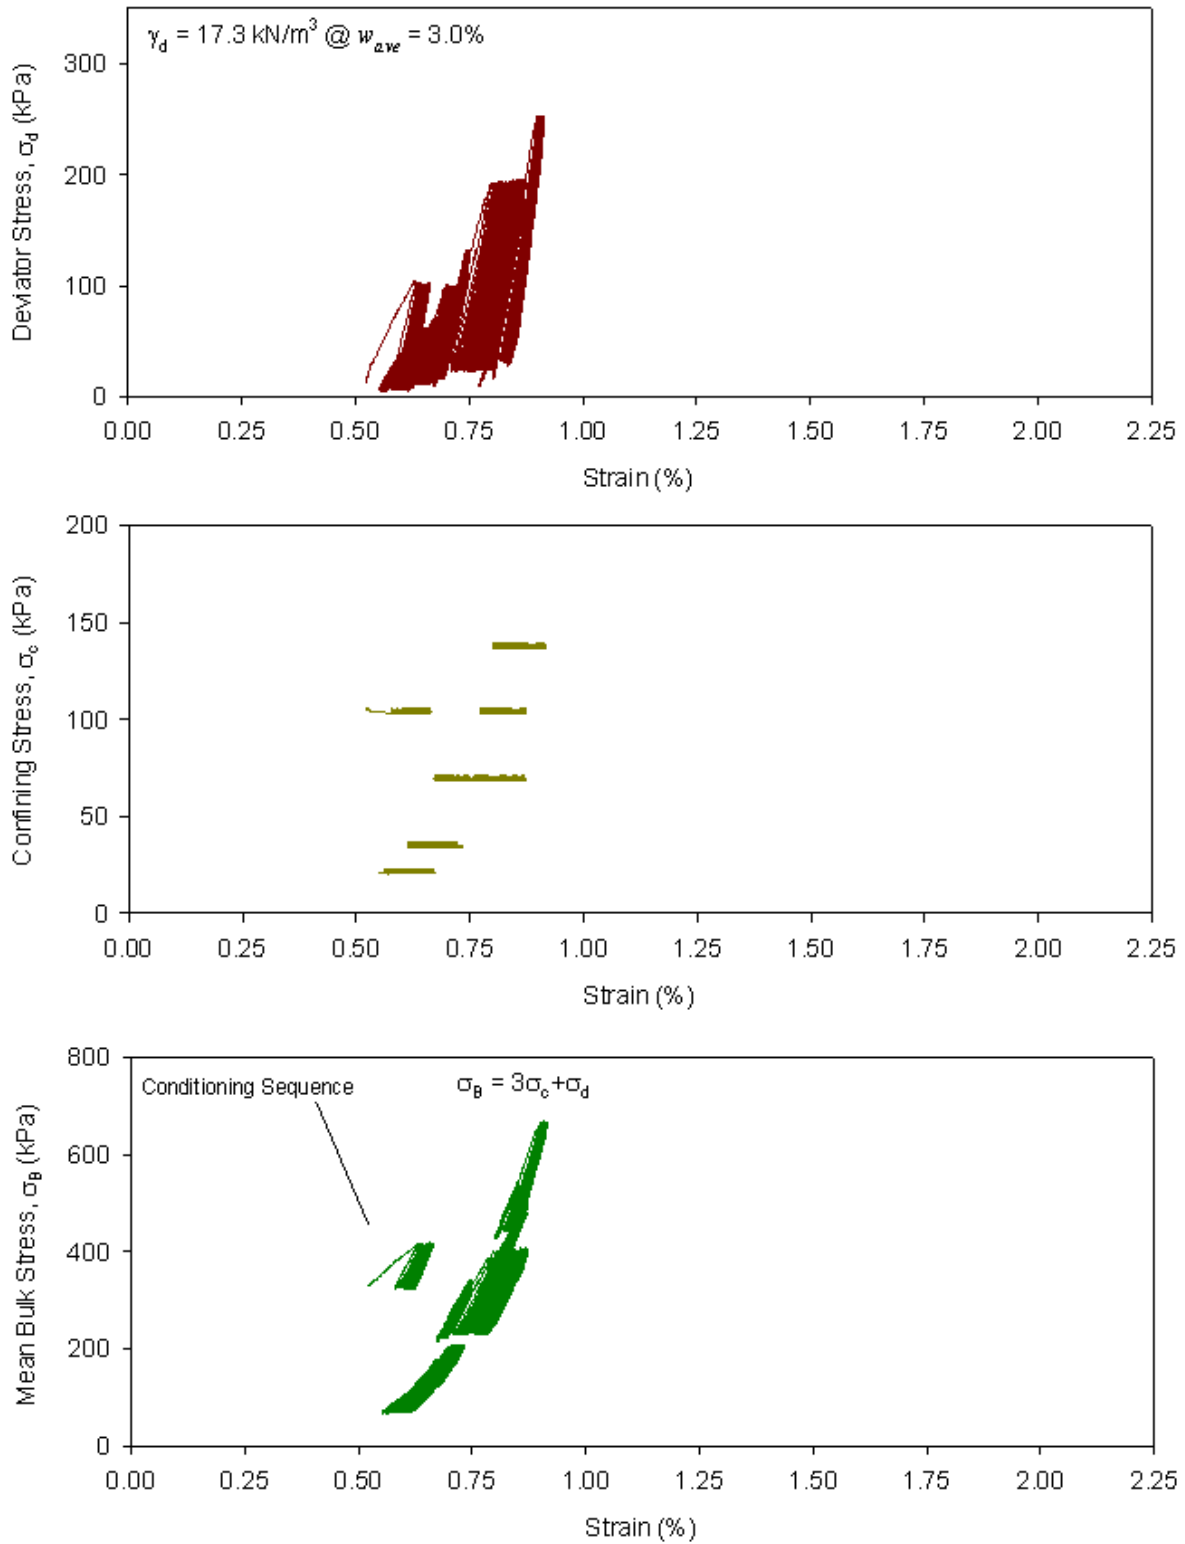 γd = 17.3 kN/m³ @ wave = 3.0%
Deviator Stress, σd (kPa)
300
200
100
0
0.00 0.25 0.50 0.75 1.00 1.25 1.50 1.75 2.00 2.25
Strain (%)
Confining Stress, σc (kPa)
200
150
100
50
0
0.00 0.25 0.50 0.75 1.00 1.25 1.50 1.75 2.00 2.25
Strain (%)
Mean Bulk Stress, σB (kPa)
800
Conditioning Sequence
σB = 3σc+σd
600
400
200
0
0.00 0.25 0.50 0.75 1.00 1.25 1.50 1.75 2.00 2.25
Strain (%)